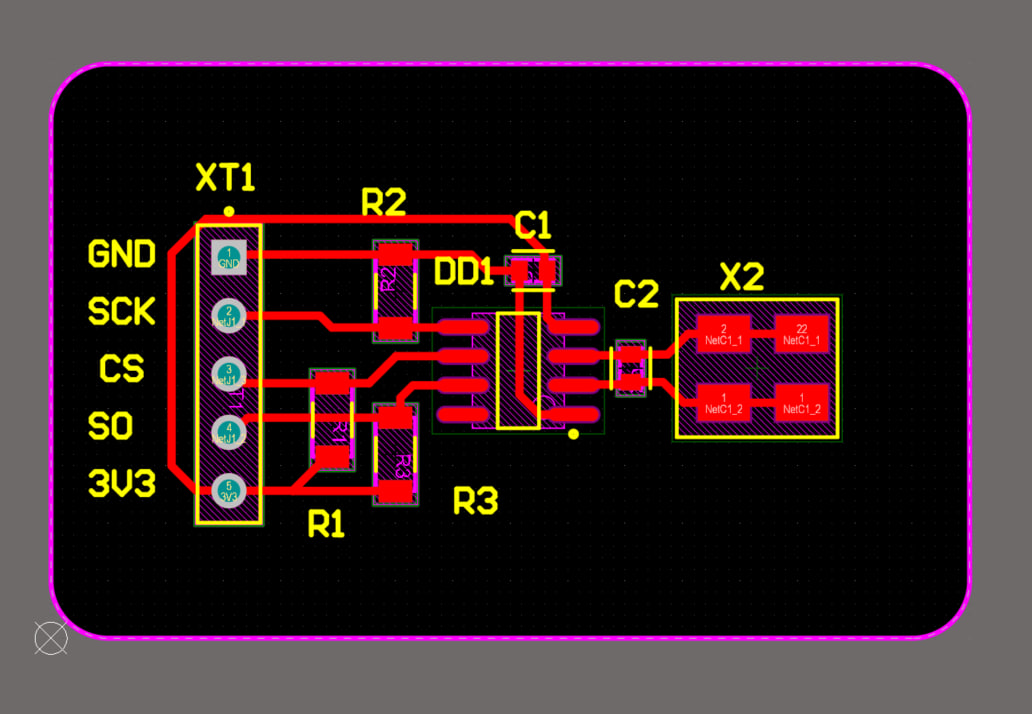 XT1
R2
C1
GND
1
GND
R2
DD1
X2
C2
SCK
2
NetJ1
2
NetC1_1
22
NetC1_1
CS
3
NetJ1
SO
4
NetJ1
R1
1
NetC1_2
1
NetC1_2
3V3
5
3V3
R3
R3
R1